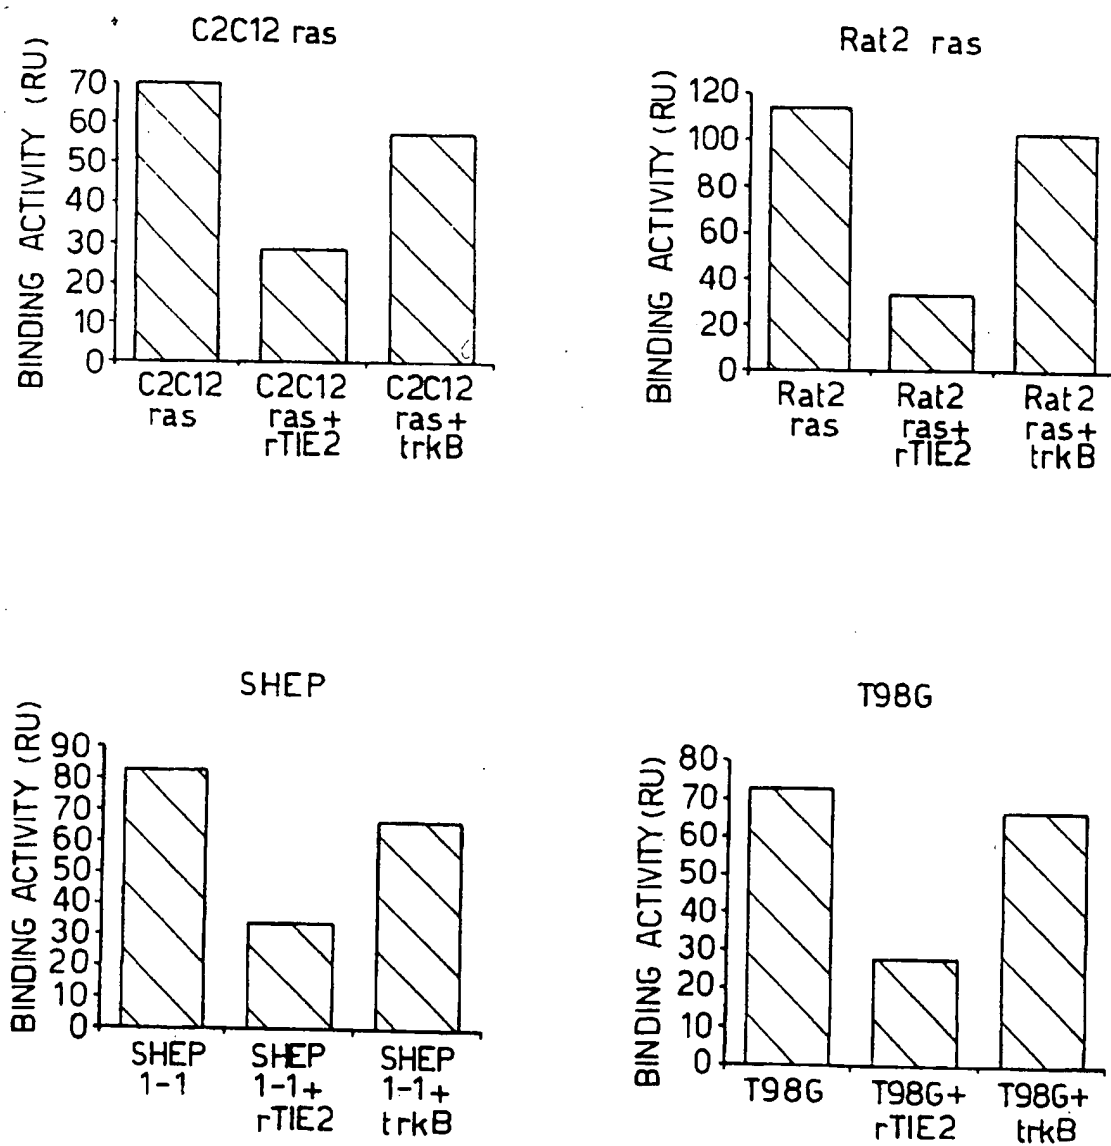 C2C12 ras
BINDING ACTIVITY (RU)
70
60
50
40
30
20
10
0
C2C12
ras
C2C12
ras+
rTIE2
C2C12
ras+
trkB
Rat2 ras
BINDING ACTIVITY (RU)
120
100
80
60
40
20
0
Rat2
ras
Rat2
ras+
rTIE2
Rat2
ras+
trkB
SHEP
BINDING ACTIVITY (RU)
90
80
70
60
50
40
30
20
10
0
SHEP
1-1
SHEP
1-1+
rTIE2
SHEP
1-1+
trkB
T98G
BINDING ACTIVITY (RU)
80
70
60
50
40
30
20
10
0
T98G
T98G+
rTIE2
T98G+
trkB